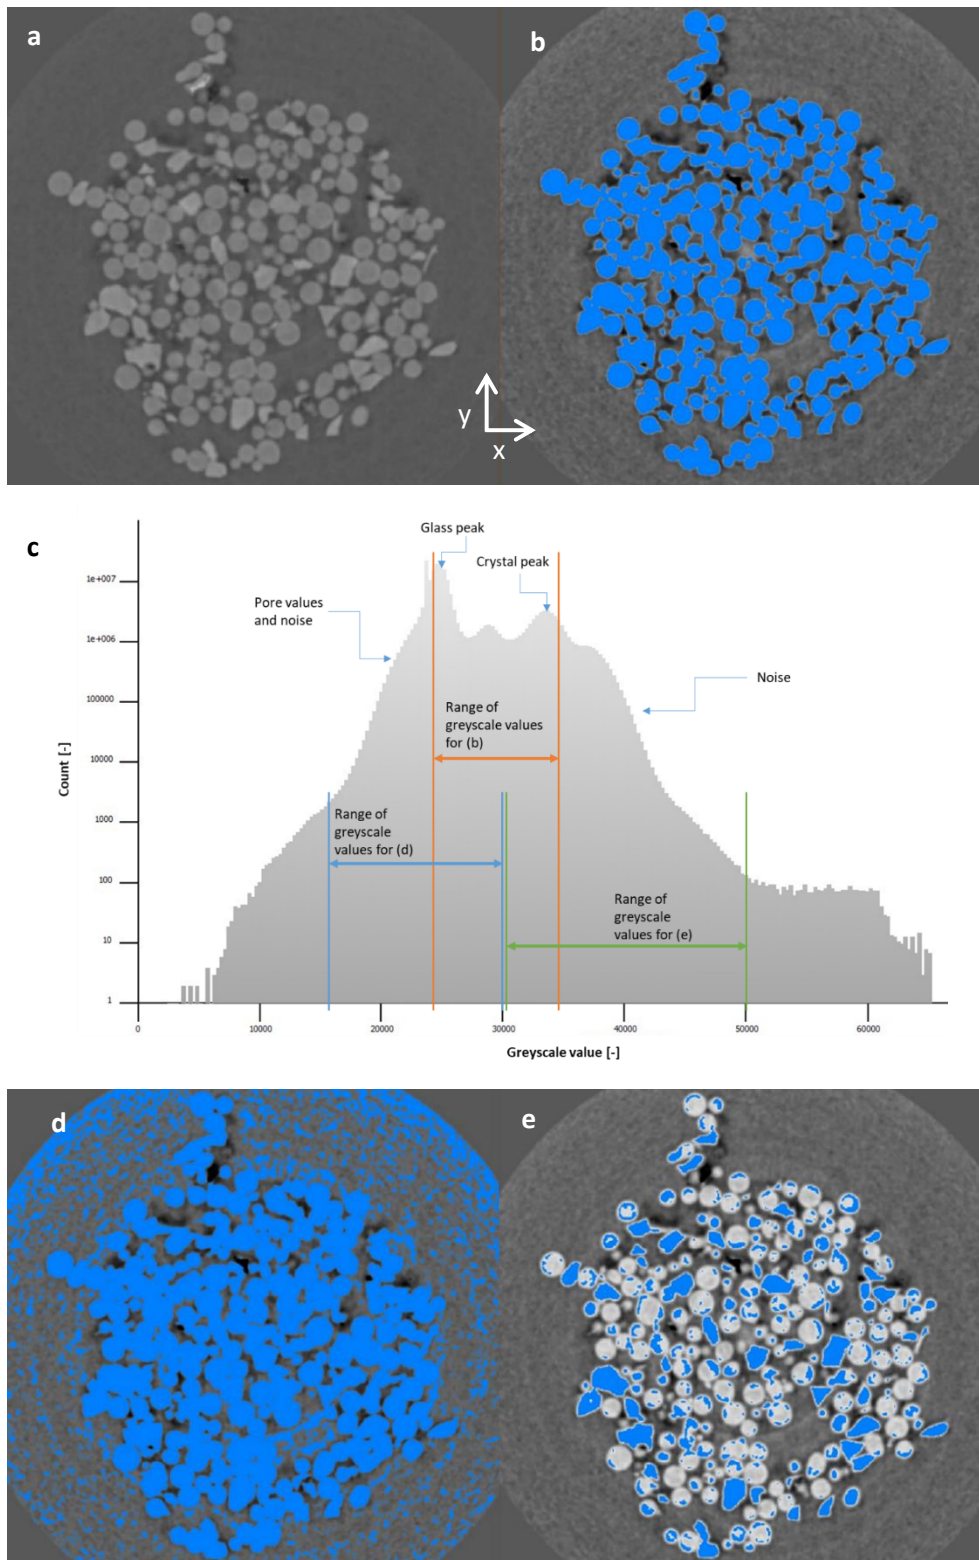 a
b
y
x
c
Glass peak
Crystal peak
Pore values
and noise
Noise
Range of
greyscale values
for (b)
Range of
greyscale
values for (d)
Range of
greyscale
values for (e)
Count [-]
1e+007
1e+006
100000
10000
1000
100
10
1
0
10000
20000
30000
40000
50000
60000
Greyscale value [-]
d
e